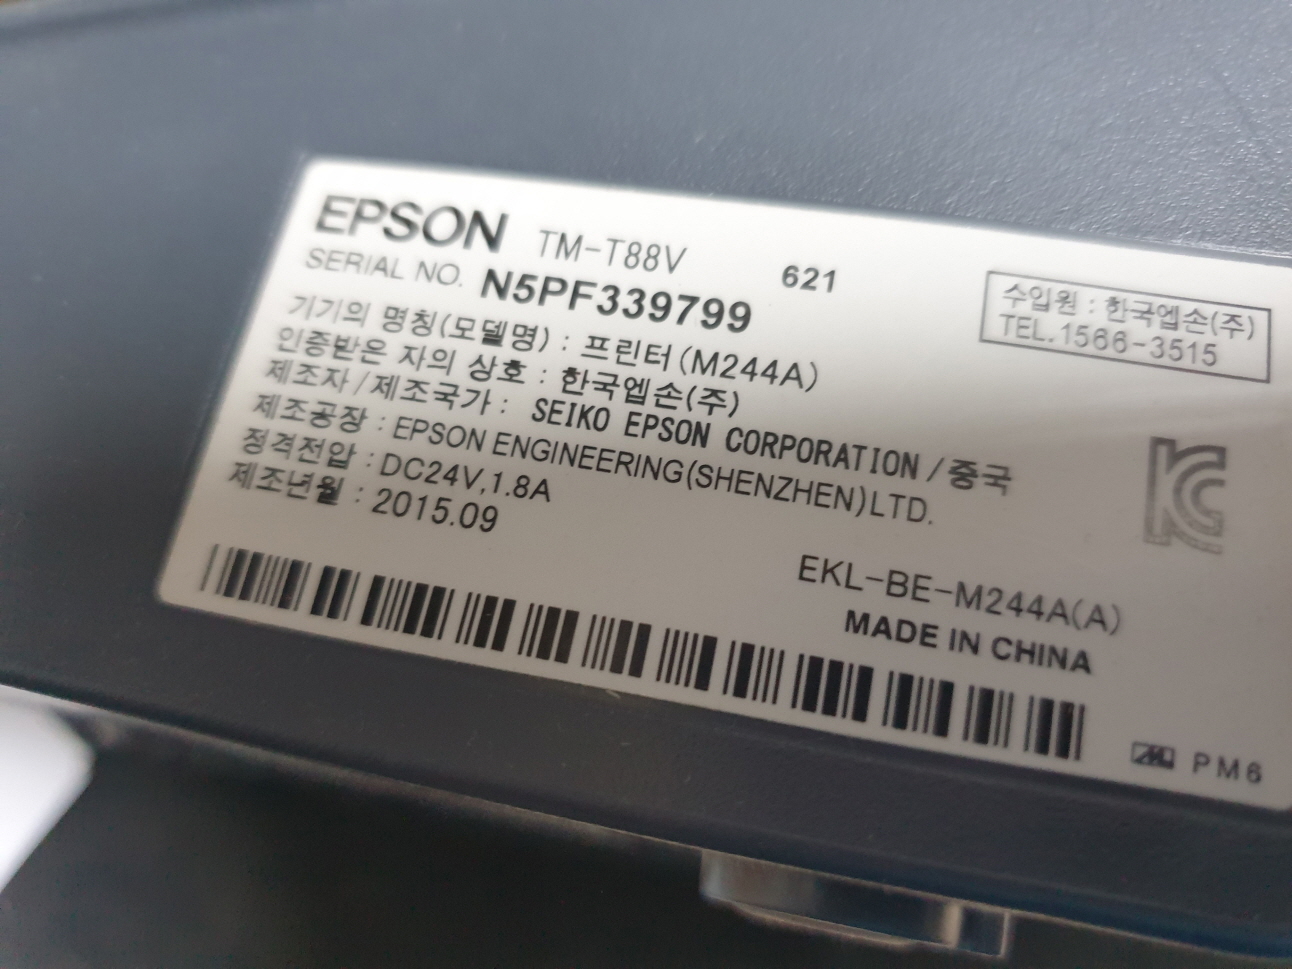 EPSON TM-T88V 621
SERIAL NO. N5PF339799
수입원 : 한국엡손(주)
TEL.1566-3515
기기의 명칭(모델명) : 프린터(M244A)
인증받은 자의 상호 : 한국엡손(주)
제조자/제조국가 : SEIKO EPSON CORPORATION/중국
제조공장 : EPSON ENGINEERING(SHENZHEN)LTD.
정격전압 : DC24V,1.8A
제조년월 : 2015.09
EKL-BE-M244A(A)
MADE IN CHINA
PM6